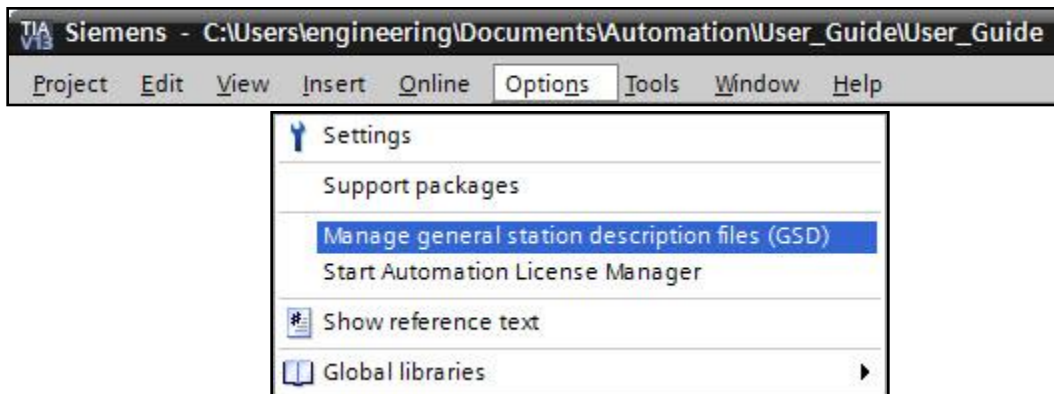 TIA V13 Siemens - C:\Users\engineering\Documents\Automation\User_Guide\User_Guide
Project Edit View Insert Online Options Tools Window Help
Settings
Support packages
Manage general station description files (GSD)
Start Automation License Manager
Show reference text
Global libraries